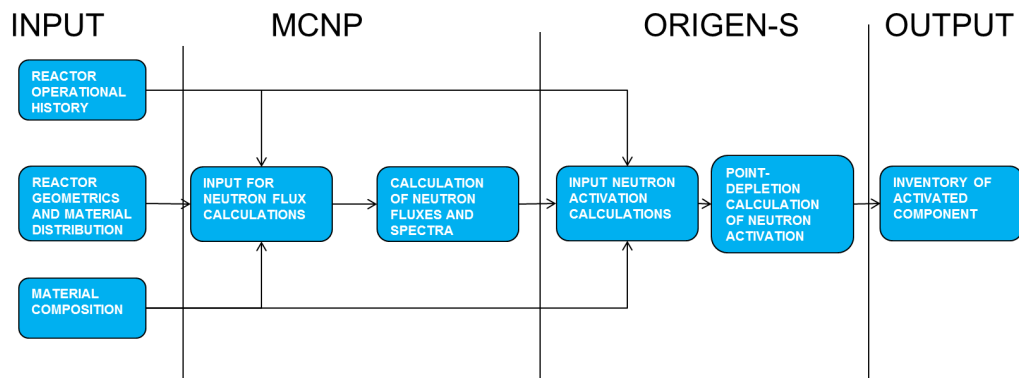 INPUT
MCNP
ORIGEN-S
OUTPUT
REACTOR
OPERATIONAL
HISTORY
REACTOR
GEOMETRICS
AND MATERIAL
DISTRIBUTION
INPUT FOR
NEUTRON FLUX
CALCULATIONS
CALCULATION
OF NEUTRON
FLUXES AND
SPECTRA
INPUT NEUTRON
ACTIVATION
CALCULATIONS
POINT-
DEPLETION
CALCULATION
OF NEUTRON
ACTIVATION
INVENTORY OF
ACTIVATED
COMPONENT
MATERIAL
COMPOSITION